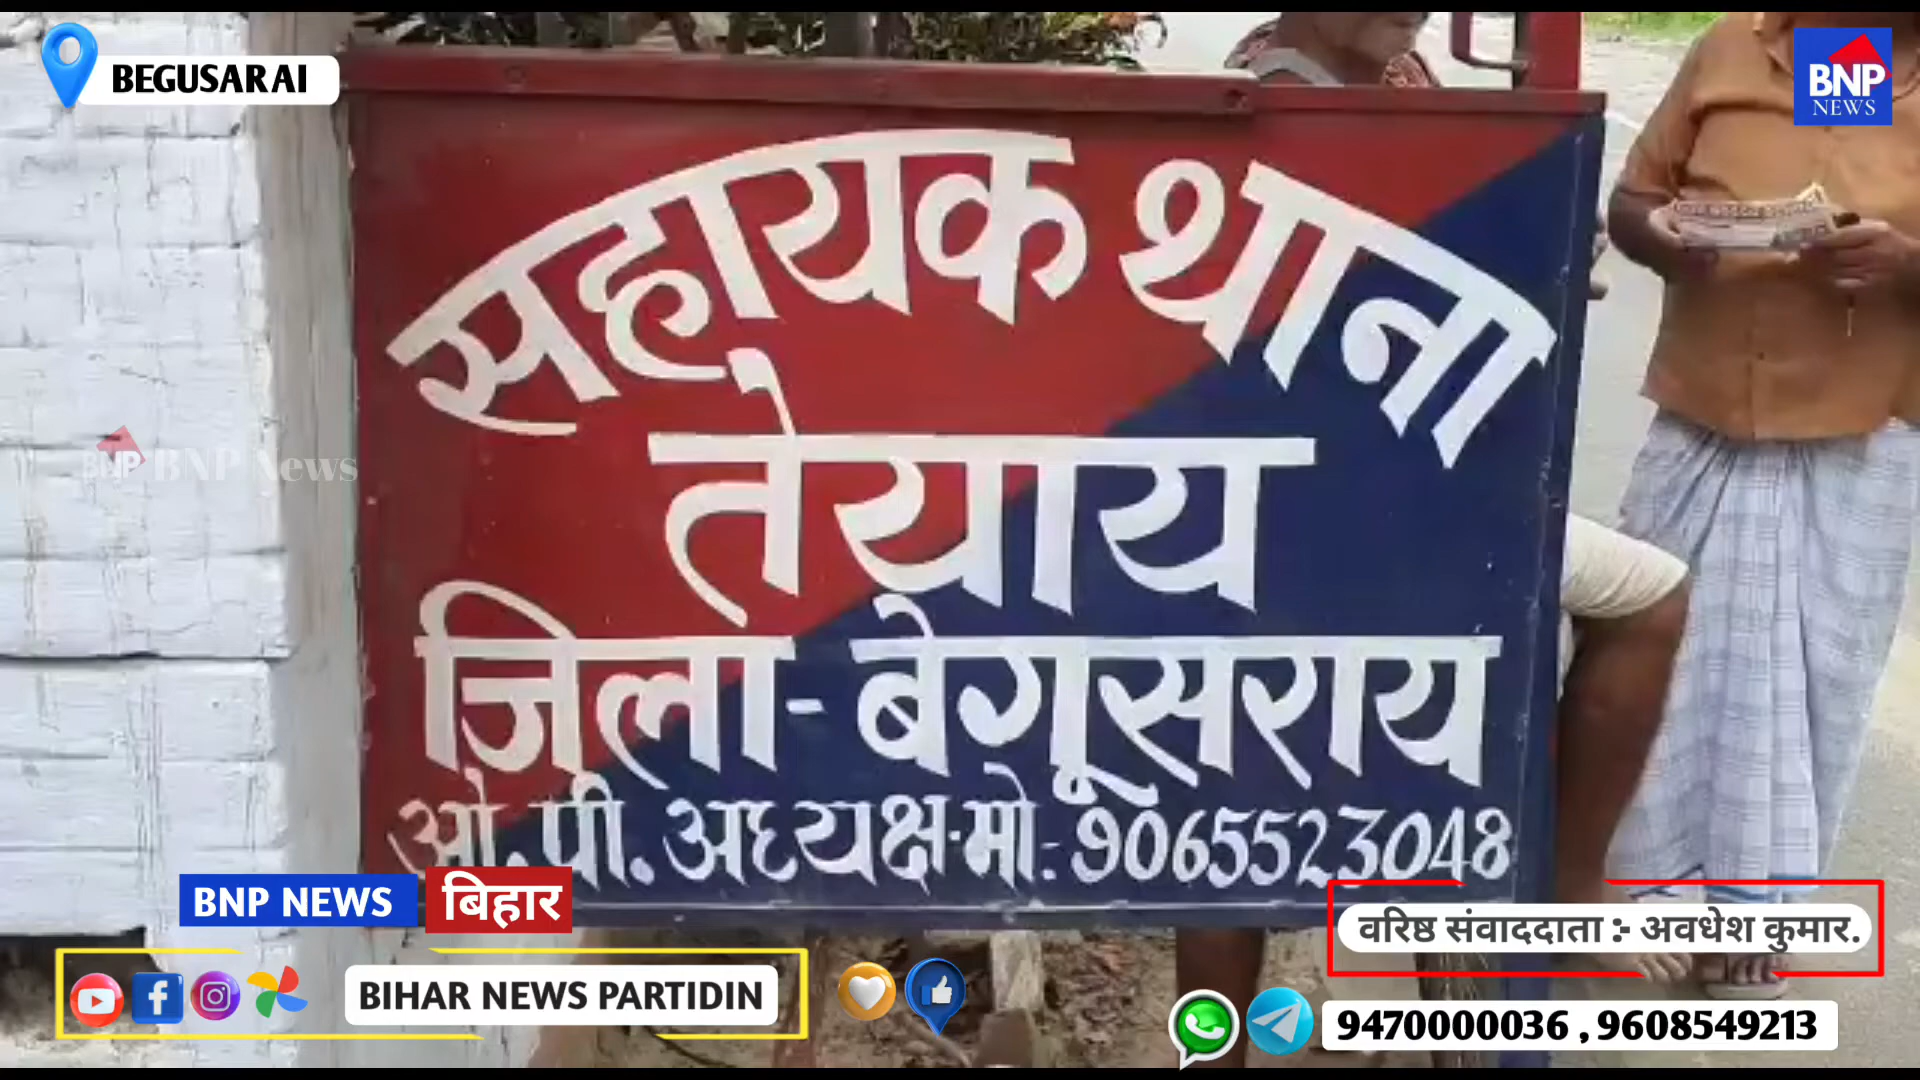 BEGUSARAI
BNP
NEWS
सहायक थाना
तेयाय
जिला-बेगूसराय
ओ.पी.अध्यक्ष-मो:9065523048
BNP BNP News
BNP NEWS बिहार
वरिष्ठ संवाददाता :- अवधेश कुमार.
BIHAR NEWS PARTIDIN
9470000036 , 9608549213